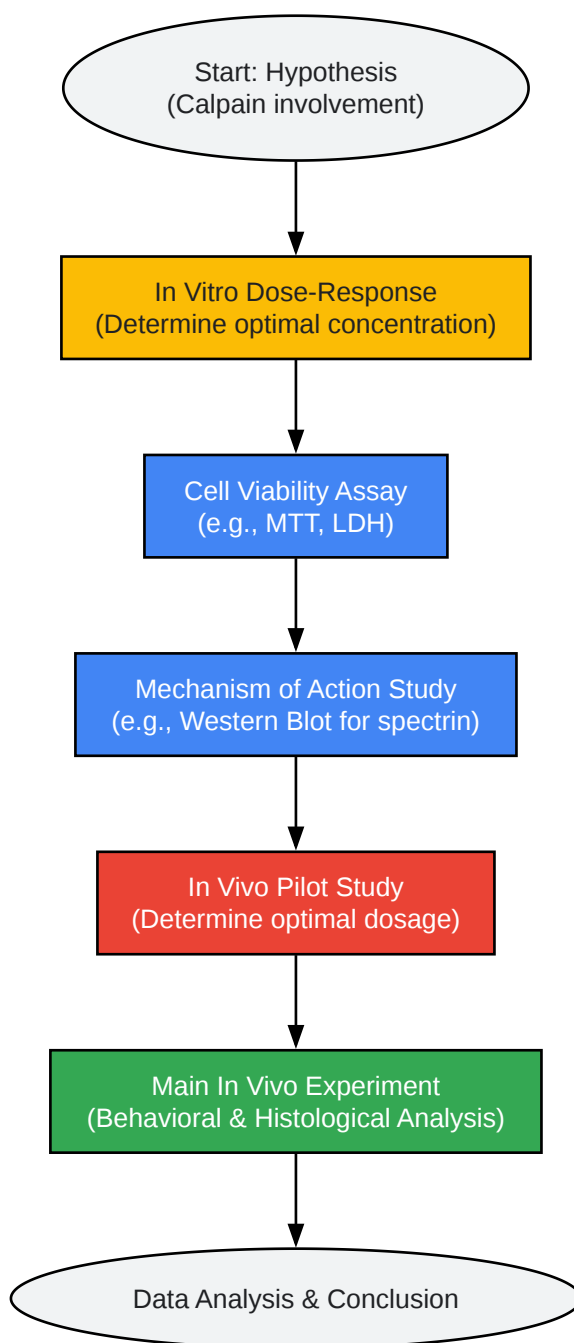 Start: Hypothesis
(Calpain involvement)
In Vitro Dose-Response
(Determine optimal concentration)
Cell Viability Assay
(e.g., MTT, LDH)
Mechanism of Action Study
(e.g., Western Blot for spectrin)
In Vivo Pilot Study
(Determine optimal dosage)
Main In Vivo Experiment
(Behavioral & Histological Analysis)
Data Analysis & Conclusion